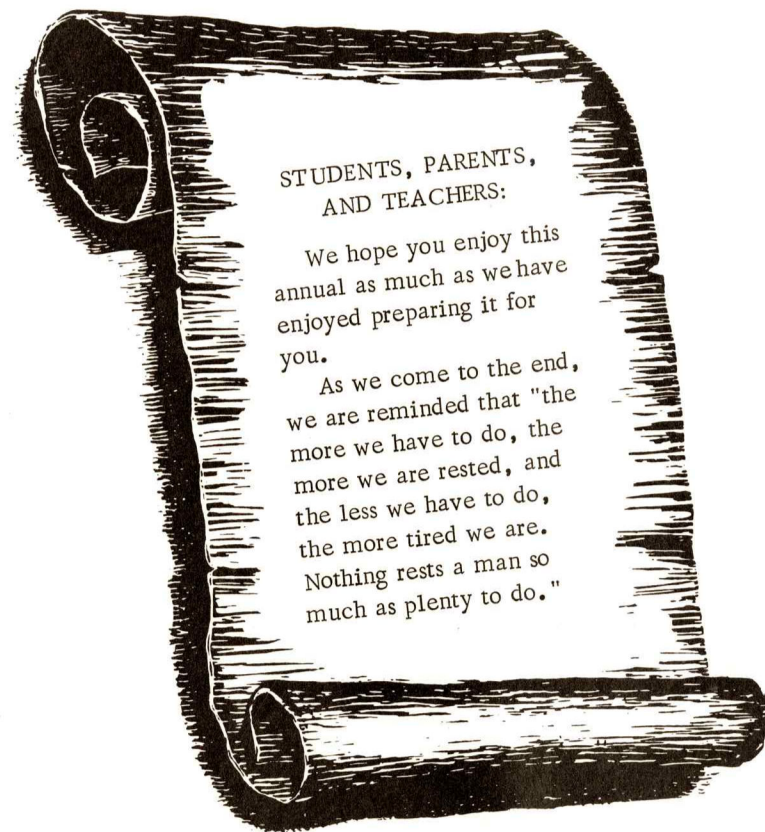 STUDENTS, PARENTS,
AND TEACHERS:
We hope you enjoy this
annual as much as we have
enjoyed preparing it for
you.
As we come to the end,
we are reminded that "the
more we have to do, the
more we are rested, and
the less we have to do,
the more tired we are.
Nothing rests a man so
much as plenty to do."